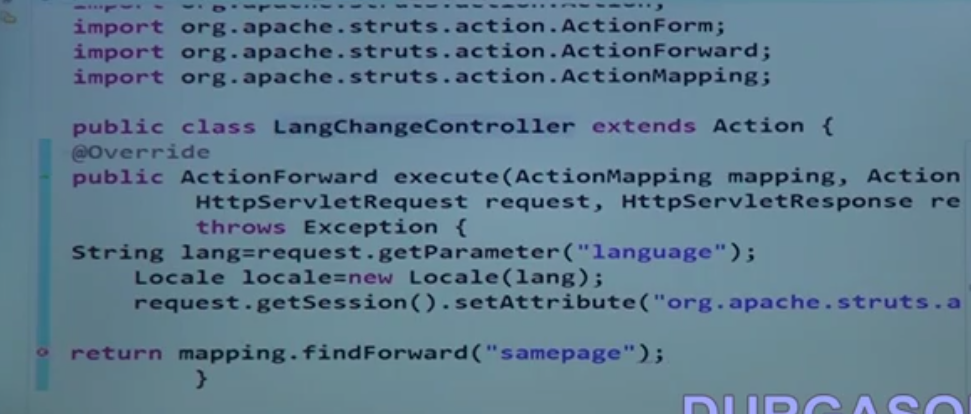 import org.apache.struts.action.ActionForm;
import org.apache.struts.action.ActionForward;
import org.apache.struts.action.ActionMapping;
public class LangChangeController extends Action {
@Override
public ActionForward execute(ActionMapping mapping, Action
HttpServletRequest request, HttpServletResponse re
throws Exception {
String lang=request.getParameter("language");
Locale locale=new Locale(lang);
request.getSession().setAttribute("org.apache.struts.a
return mapping.findForward("samepage");
}